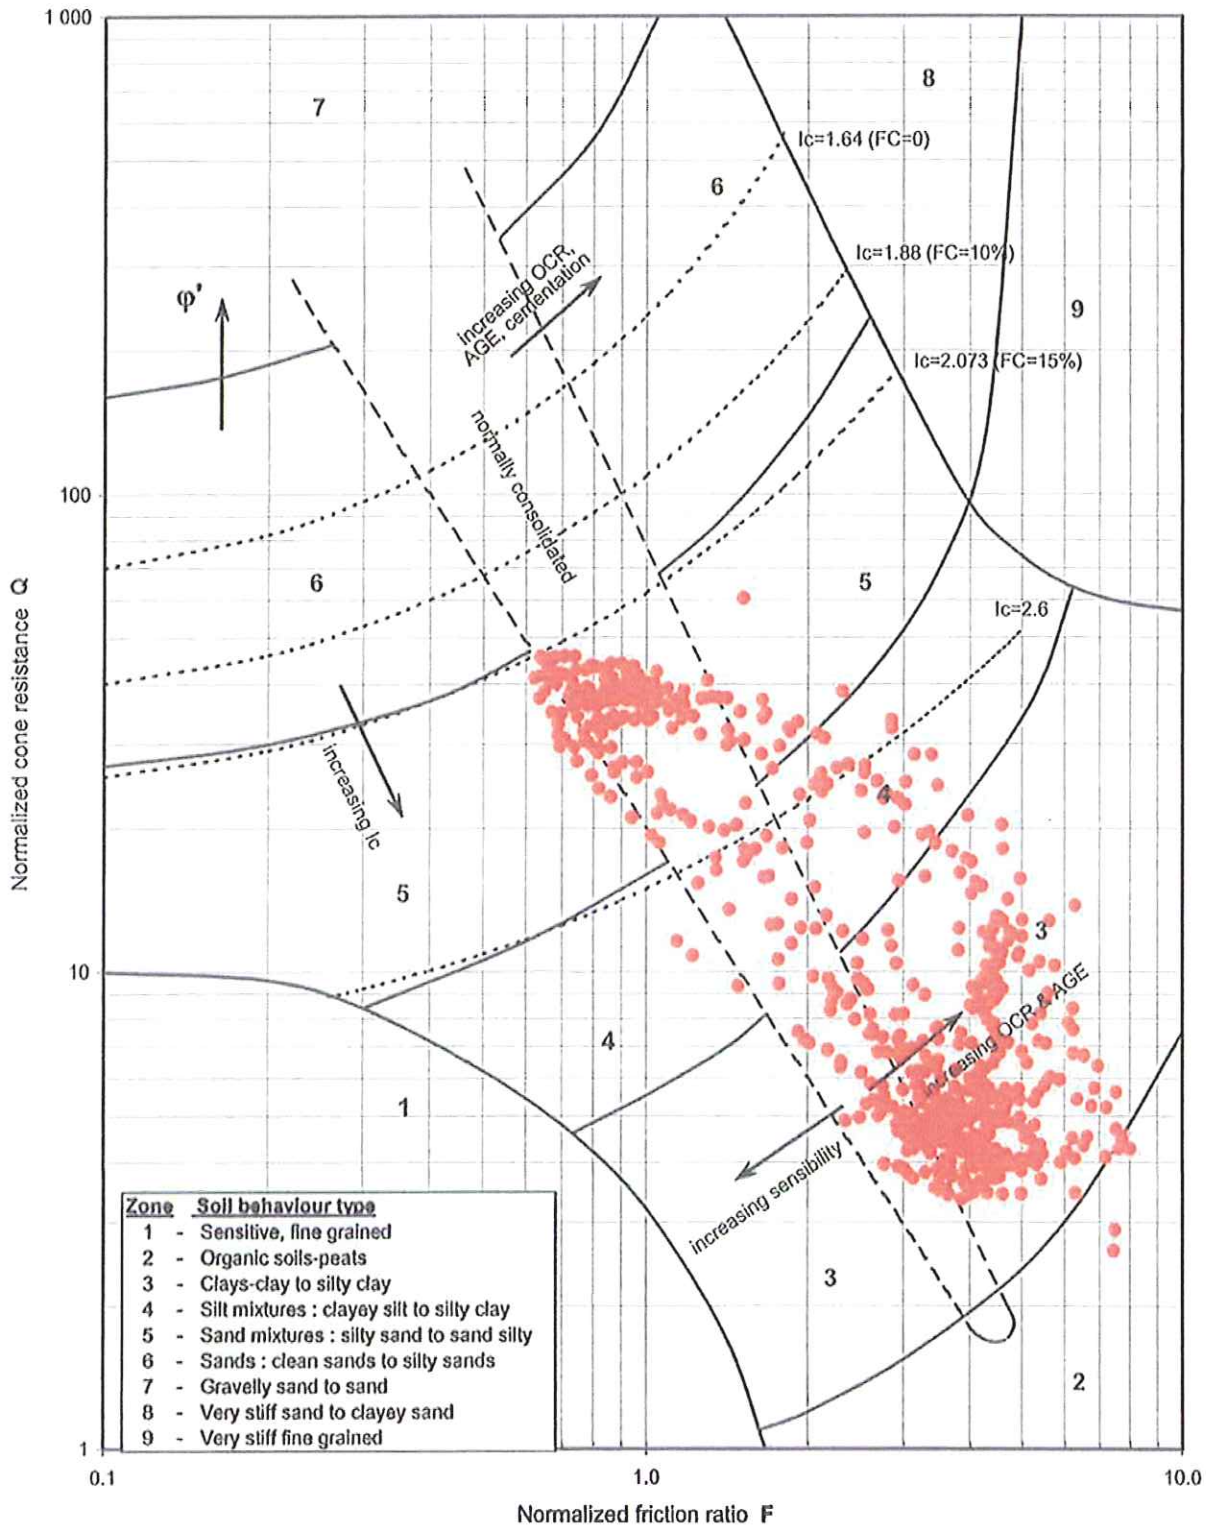 1 000
7
8
Ic=1.64 (FC=0)
6
Ic=1.88 (FC=10%)
increasing OCR,
AGE, cementation
φ'
9
Ic=2.073 (FC=15%)
normally consolidated
100
6
5
Ic=2.6
Normalized cone resistance Q
increasing Ic
4
5
3
10
increasing OCR & AGE
4
1
increasing sensibility
Zone Soil behaviour type
1 - Sensitive, fine grained
2 - Organic soils-peats
3 - Clays-clay to silty clay
4 - Silt mixtures : clayey silt to silty clay
5 - Sand mixtures : silty sand to sand silty
6 - Sands : clean sands to silty sands
7 - Gravelly sand to sand
8 - Very stiff sand to clayey sand
9 - Very stiff fine grained
3
2
1
0.1
1.0
10.0
Normalized friction ratio F